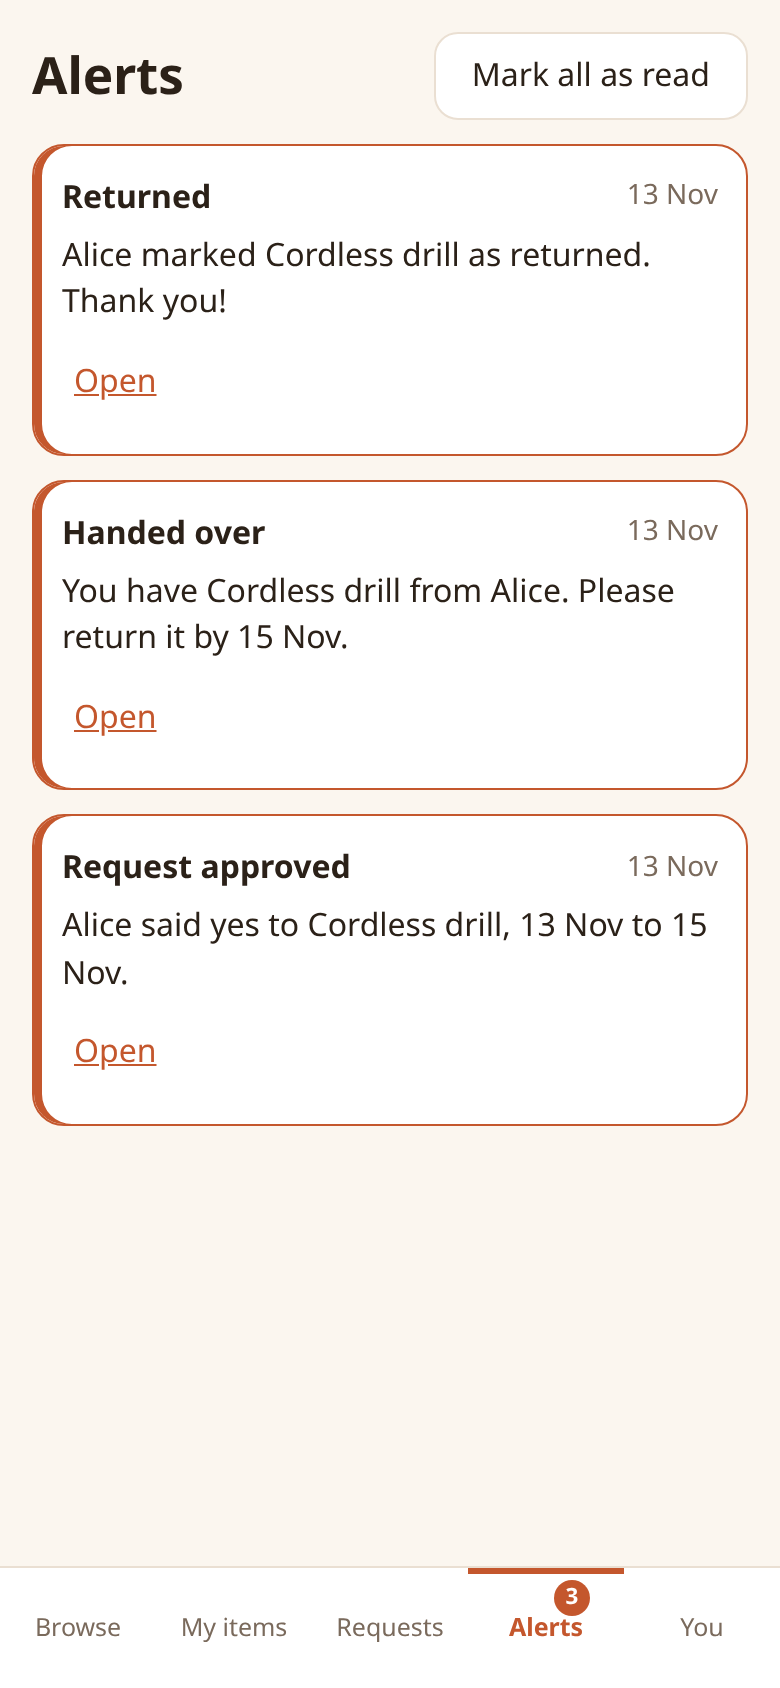 Alerts
Mark all as read
Returned
13 Nov
Alice marked Cordless drill as returned.
Thank you!
Open
Handed over
13 Nov
You have Cordless drill from Alice. Please
return it by 15 Nov.
Open
Request approved
13 Nov
Alice said yes to Cordless drill, 13 Nov to 15
Nov.
Open
3
Browse
My items
Requests
Alerts
You